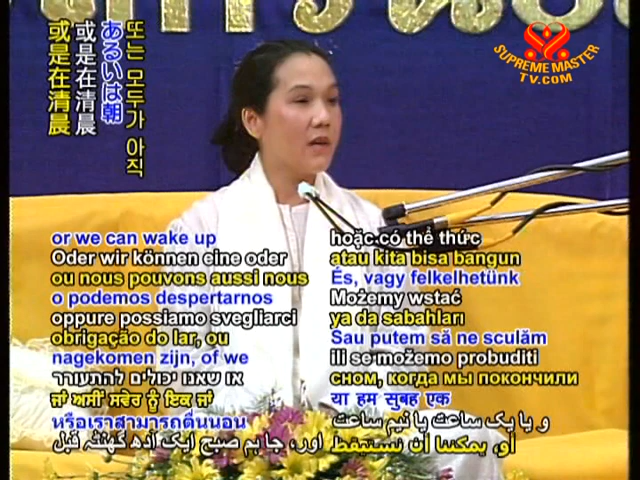 SUPREME MASTER
TV.COM
或是在清晨
或是在清晨
あるいは朝
또는 모두가 아직
or we can wake up
Oder wir können eine oder
ou nous pouvons aussi nous
o podemos despertarnos
oppure possiamo svegliarci
obrigação do lar, ou
nagekomen zijn, of we
או שאנו יכולים להתעורר
ਜਾਂ ਅਸੀਂ ਸਵੇਰ ਨੂੰ ਇਕ ਜਾਂ
หรือเราสามารถตื่นนอน
اور، جا ہم صبح ایک آدھ گھنٹہ قبل
hoặc có thể thức
atau kita bisa bangun
És, vagy felkelhetünk
Możemy wstać
ya da sabahları
Sau putem să ne sculăm
ili se možemo probuditi
сном, когда мы покончили
या हम सुबह एक
و یا یک ساعت یا نیم ساعت
أو، يمكننا أن نستيقظ